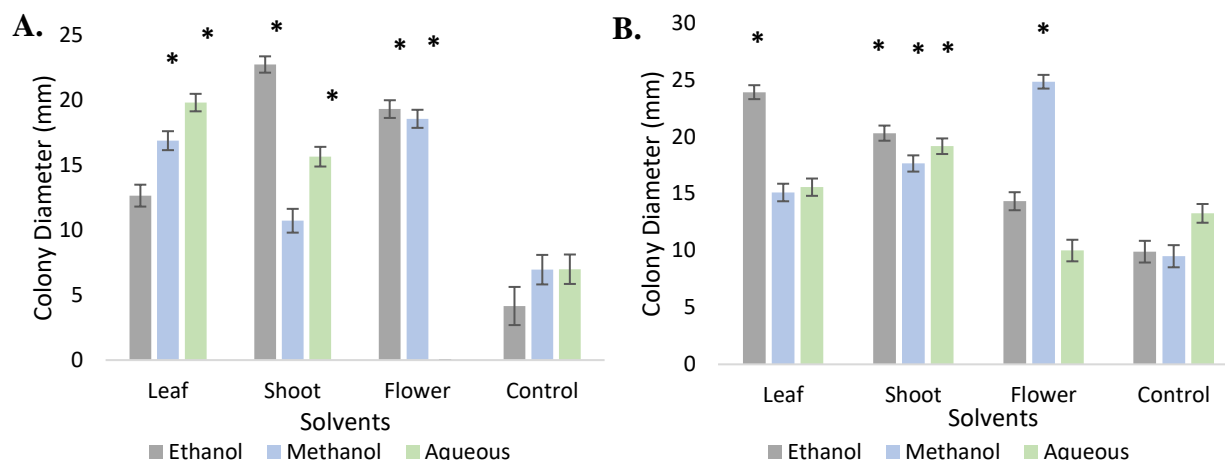 A.
* * * * * *
25
20
15
10
5
0
Colony Diameter (mm)
Leaf Shoot Flower Control
Solvents
Ethanol Methanol Aqueous
B.
* * * * *
30
25
20
15
10
5
0
Colony Diameter (mm)
Leaf Shoot Flower Control
Solvents
Ethanol Methanol Aqueous